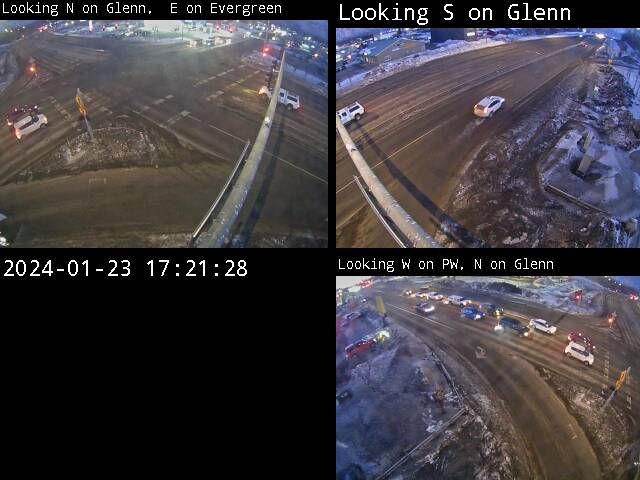 Looking N on Glenn, E on Evergreen
Looking S on Glenn
2024-01-23 17:21:28
Looking W on PW, N on Glenn